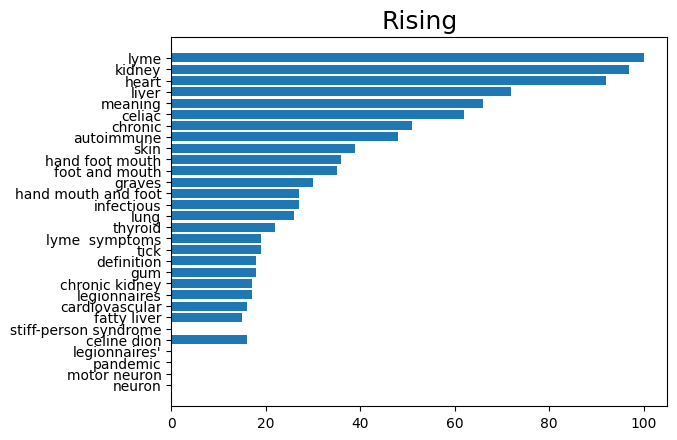 Rising
lyme
kidney
heart
liver
meaning
celiac
chronic
autoimmune
skin
hand foot mouth
foot and mouth
graves
hand mouth and foot
infectious
lung
thyroid
lyme  symptoms
tick
definition
gum
chronic kidney
legionnaires
cardiovascular
fatty liver
stiff-person syndrome
celine dion
legionnaires'
pandemic
motor neuron
neuron
0 20 40 60 80 100